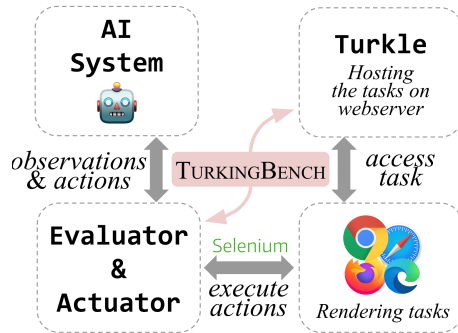 AI
System
Turkle
Hosting
the tasks on
webserver
observations
& actions
TURKINGBENCH
access
task
Evaluator
&
Actuator
Selenium
execute
actions
Rendering tasks